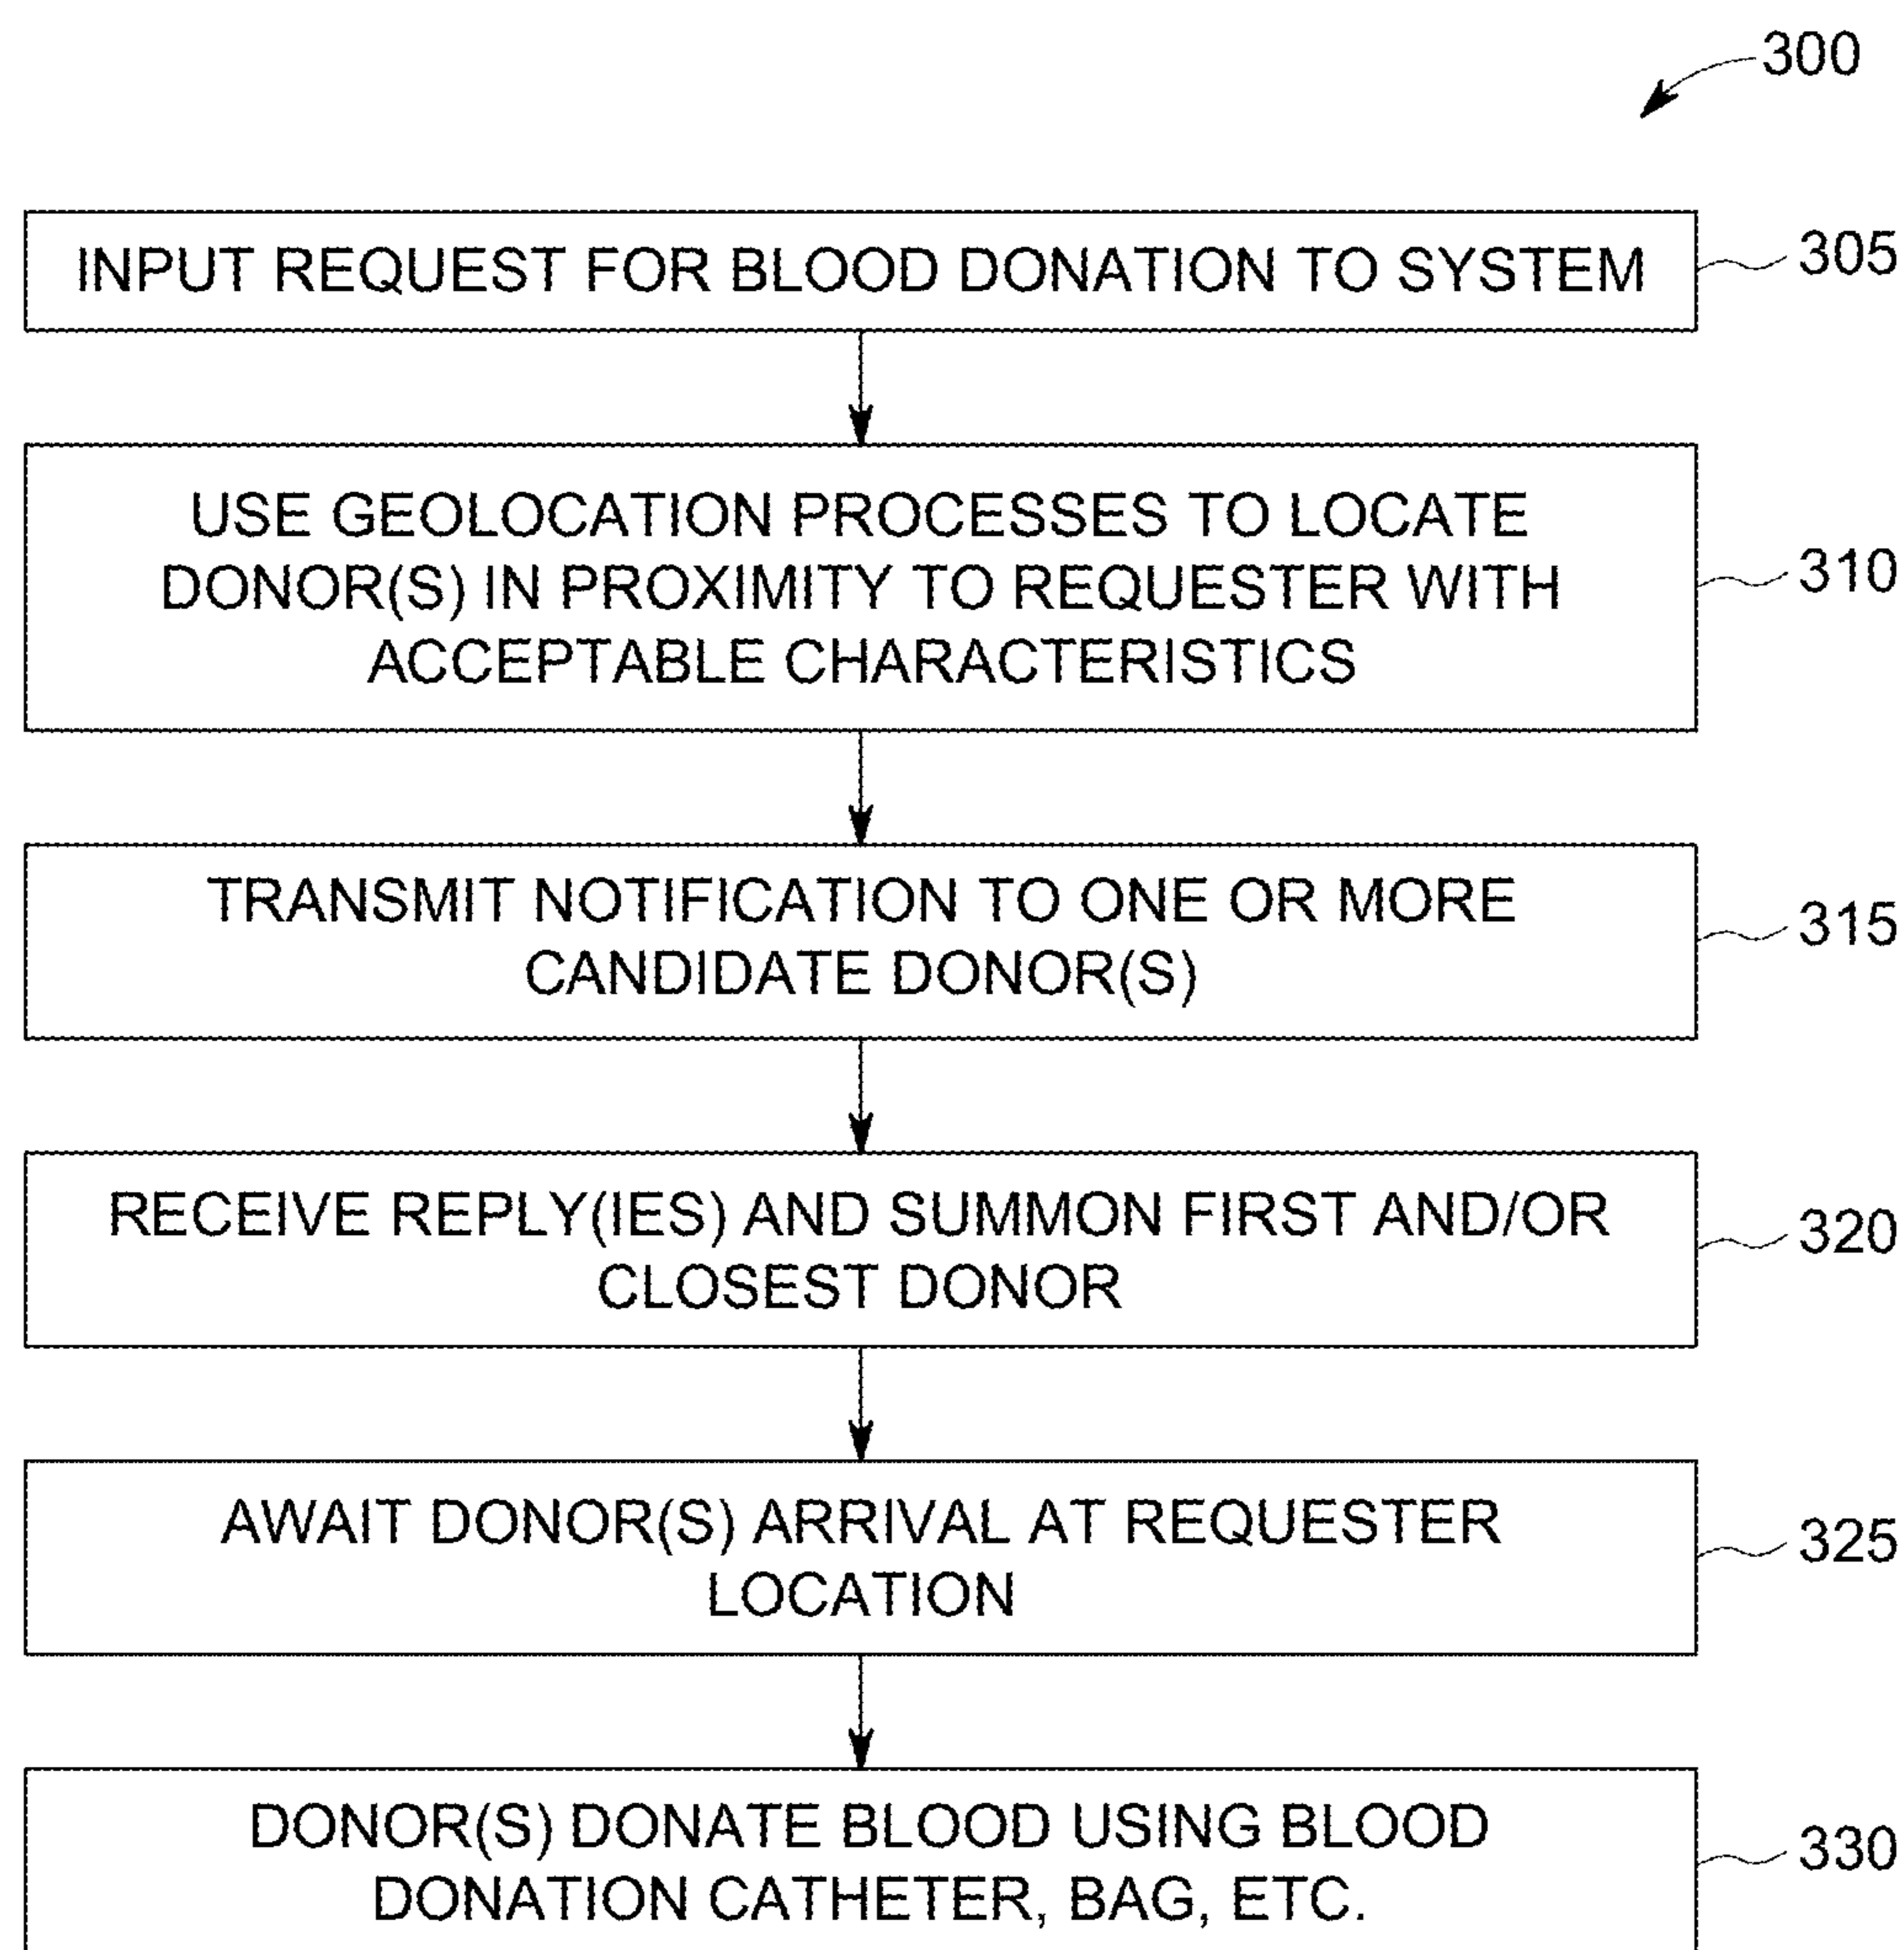 300
INPUT REQUEST FOR BLOOD DONATION TO SYSTEM
305
USE GEOLOCATION PROCESSES TO LOCATE
DONOR(S) IN PROXIMITY TO REQUESTER WITH
ACCEPTABLE CHARACTERISTICS
310
TRANSMIT NOTIFICATION TO ONE OR MORE
CANDIDATE DONOR(S)
315
RECEIVE REPLY(IES) AND SUMMON FIRST AND/OR
CLOSEST DONOR
320
AWAIT DONOR(S) ARRIVAL AT REQUESTER
LOCATION
325
DONOR(S) DONATE BLOOD USING BLOOD
DONATION CATHETER, BAG, ETC.
330